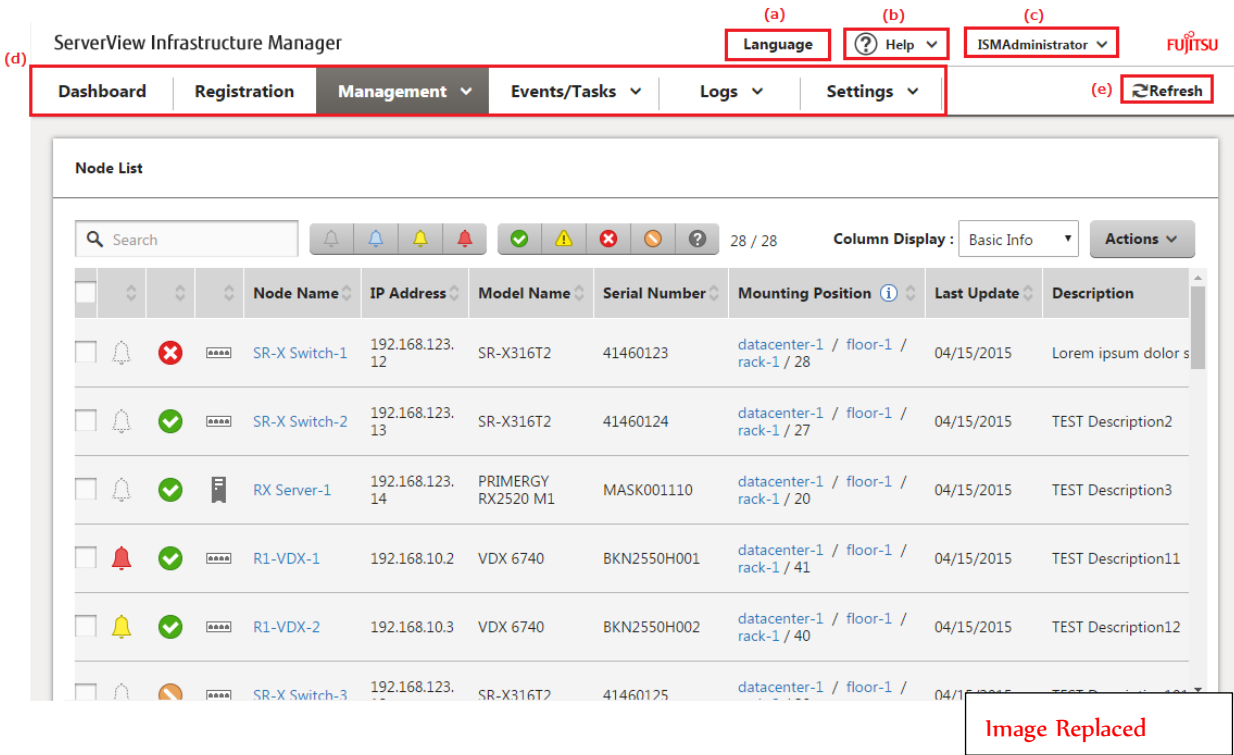 (a) (b) (c)
ServerView Infrastructure Manager Language ? Help ISMAdministrator FUJITSU
(d)
Dashboard Registration Management Events/Tasks Logs Settings (e) Refresh
Node List
Search 28 / 28 Column Display : Basic Info Actions
Node Name IP Address Model Name Serial Number Mounting Position i Last Update Description
SR-X Switch-1 192.168.123.12 SR-X316T2 41460123 datacenter-1 / floor-1 / rack-1 / 28 04/15/2015 Lorem ipsum dolor s
SR-X Switch-2 192.168.123.13 SR-X316T2 41460124 datacenter-1 / floor-1 / rack-1 / 27 04/15/2015 TEST Description2
RX Server-1 192.168.123.14 PRIMERGY RX2520 M1 MASK001110 datacenter-1 / floor-1 / rack-1 / 20 04/15/2015 TEST Description3
R1-VDX-1 192.168.10.2 VDX 6740 BKN2550H001 datacenter-1 / floor-1 / rack-1 / 41 04/15/2015 TEST Description11
R1-VDX-2 192.168.10.3 VDX 6740 BKN2550H002 datacenter-1 / floor-1 / rack-1 / 40 04/15/2015 TEST Description12
SR-X Switch-3 192.168.123. SR-X316T2 41460125 datacenter-1 / floor-1 /
Image Replaced